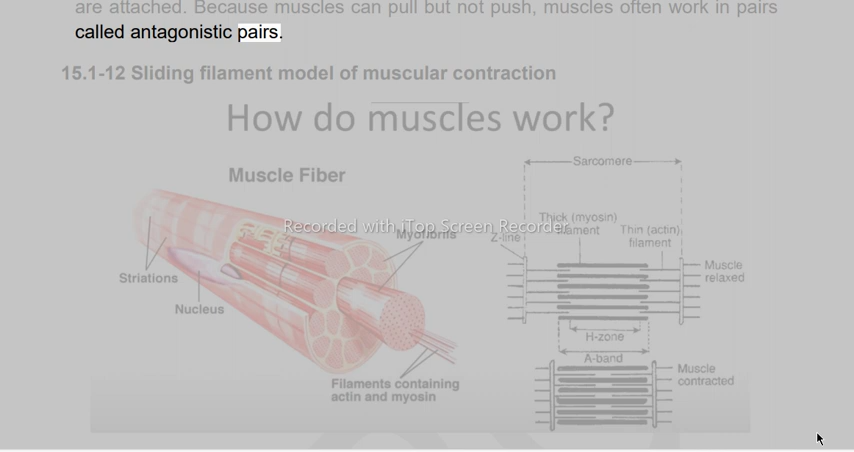 are attached. Because muscles can pull but not push, muscles often work in pairs
called antagonistic pairs.
15.1-12 Sliding filament model of muscular contraction
How do muscles work?
Muscle Fiber
Sarcomere
Recorded with iTop Screen Recorder
Thick (myosin)
filament
Thin (actin)
filament
Myofibrils
Z-line
Muscle
relaxed
Striations
Nucleus
H-zone
A-band
Muscle
contracted
Filaments containing
actin and myosin